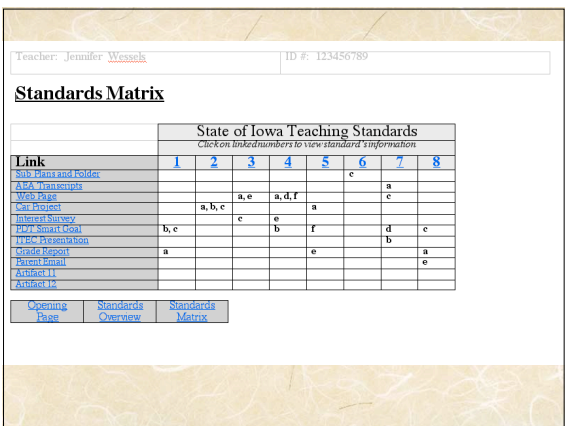 Teacher: Jennifer Wessels ID #: 123456789
Standards Matrix
State of Iowa Teaching Standards
Click on linked numbers to view standard's information
Link 1 2 3 4 5 6 7 8
Sub Plans and Folder c
AEA Transcripts a
Web Page a, e a, d, f c
Car Project a, b, c a
Interest Survey c e
PDT Smart Goal b, c b f d c
ITEC Presentation b
Grade Report a e a
Parent Email e
Artifact 11
Artifact 12
Opening Standards Standards
Page Overview Matrix